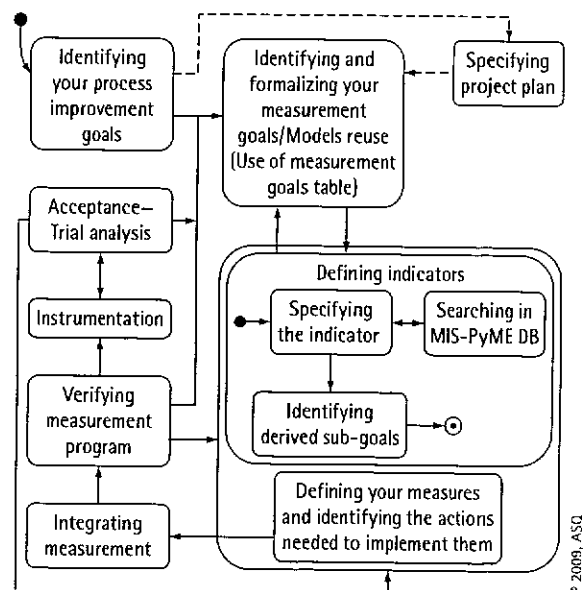 Identifying
your process
improvement
goals
Identifying and
formalizing your
measurement
goals/Models reuse
(Use of measurement
goals table)
Specifying
project plan
Acceptance–
Trial analysis
Instrumentation
Verifying
measurement
program
Integrating
measurement
Defining indicators
Specifying
the indicator
Searching in
MIS-PyME DB
Identifying
derived sub-goals
Defining your measures
and identifying the actions
needed to implement them
2009, ASQ